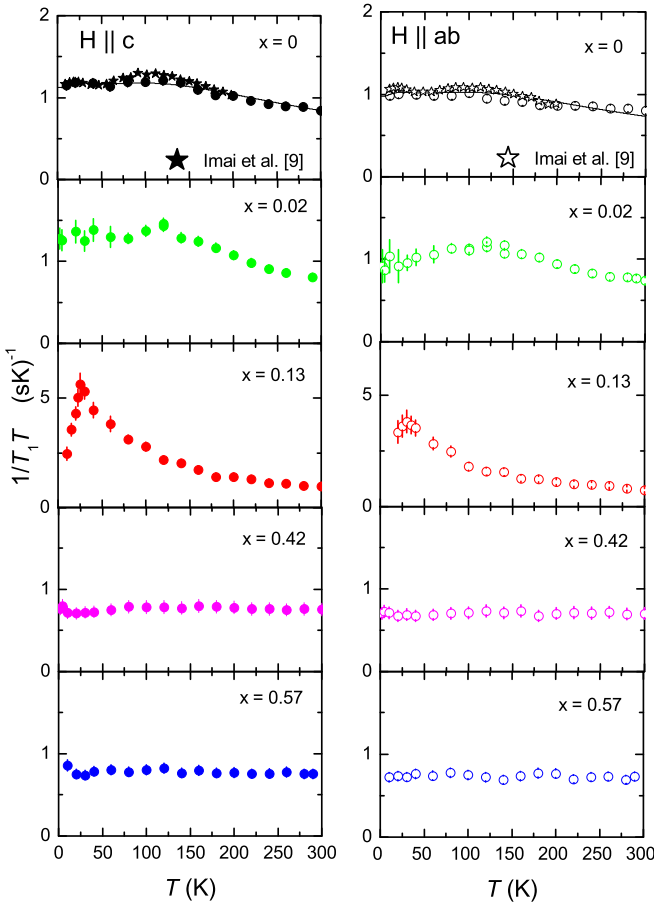 H || c
x = 0
2
1
0
Imai et al. [9]
H || ab
x = 0
2
1
0
Imai et al. [9]
x = 0.02
1
0
x = 0.02
1
0
x = 0.13
5
0
x = 0.13
5
0
x = 0.42
1
0
x = 0.42
1
0
x = 0.57
1
0
x = 0.57
1
0
1/T₁T (sK)⁻¹
0 50 100 150 200 250 300
0 50 100 150 200 250 300
T (K)
T (K)